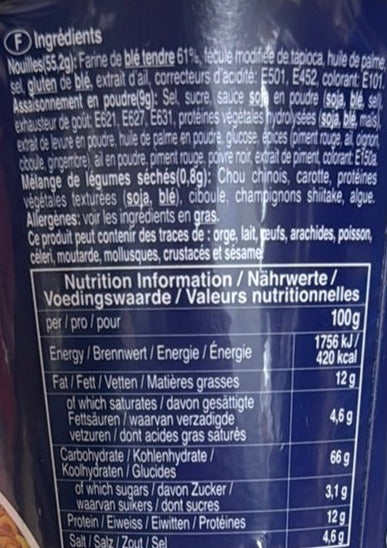 F Ingrédients
Nouilles(55,2g): Farine de blé tendre 61%, fécule modifiée de tapioca, huile de palme,
sel, gluten de blé, extrait d'ail, correcteurs d'acidité: E501, E452, colorant: E101
Assaisonnement en poudre(9g): Sel, sucre, sauce soja en poudre (soja, blé, sel),
exhausteur de goût: E621, E627, E631, protéines végétales hydrolysées (soja, blé, maïs),
extrait de levure en poudre, huile de palme en poudre, glucose, épices (piment rouge, ail, oignon,
ciboule, gingembre), ail en poudre, piment rouge, poivre noir, extrait de piment, colorant: E150a.
Mélange de légumes séchés(0,8g): Chou chinois, carotte, protéines
végétales texturées (soja, blé), ciboule, champignons shiitake, algue.
Allergènes: voir les ingrédients en gras.
Ce produit peut contenir des traces de : orge, lait, œufs, arachides, poisson,
céleri, moutarde, mollusques, crustacés et sésame
Nutrition Information / Nährwerte /
Voedingswaarde / Valeurs nutritionnelles
per / pro / pour 100g
Energy / Brennwert / Energie / Énergie 1756 kJ /
420 kcal
Fat / Fett / Vetten / Matières grasses 12 g
of which saturates / davon gesättigte
Fettsäuren / waarvan verzadigde
vetzuren / dont acides gras saturés 4,6 g
Carbohydrate / Kohlenhydrate /
Koolhydraten / Glucides 66 g
of which sugars / davon Zucker /
waarvan suikers / dont sucres 3,1 g
Protein / Eiweiss / Eiwitten / Protéines 12 g
Salt / Salz / Zout / Sel 4,6 g